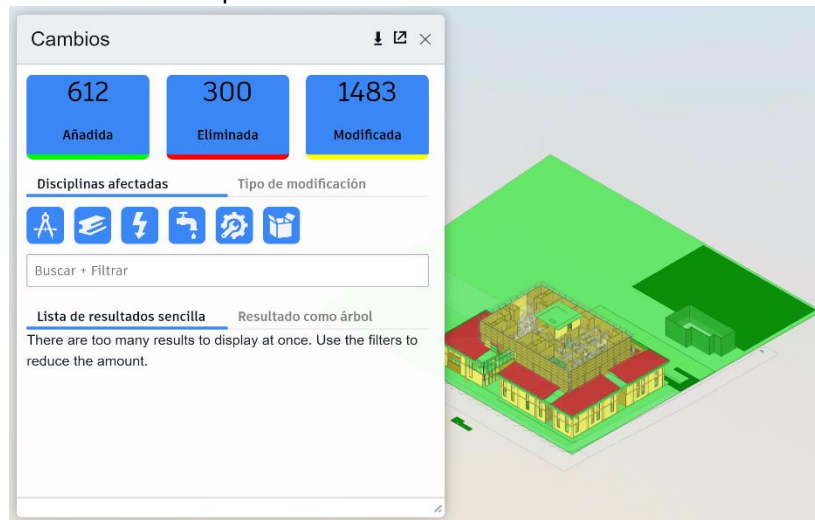 Cambios
612 300 1483
Añadida Eliminada Modificada
Disciplinas afectadas Tipo de modificación
Buscar + Filtrar
Lista de resultados sencilla Resultado como árbol
There are too many results to display at once. Use the filters to
reduce the amount.